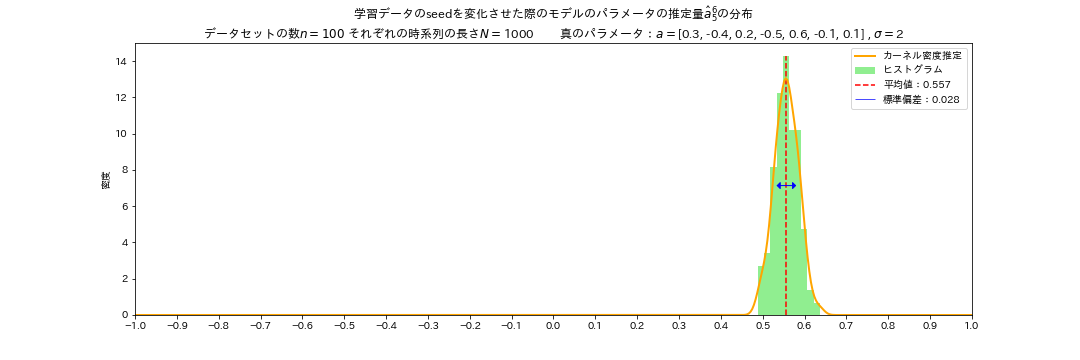 学習データのseedを変化させた際のモデルのパラメータの推定量$\hat{a}_5^6$の分布
データセットの数n = 100 それぞれの時系列の長さN = 1000 真のパラメータ：a = [0.3, -0.4, 0.2, -0.5, 0.6, -0.1, 0.1] , σ = 2
カーネル密度推定
ヒストグラム
平均値：0.557
標準偏差：0.028
密度
14
12
10
8
6
4
2
0
−1.0 −0.9 −0.8 −0.7 −0.6 −0.5 −0.4 −0.3 −0.2 −0.1 0.0 0.1 0.2 0.3 0.4 0.5 0.6 0.7 0.8 0.9 1.0